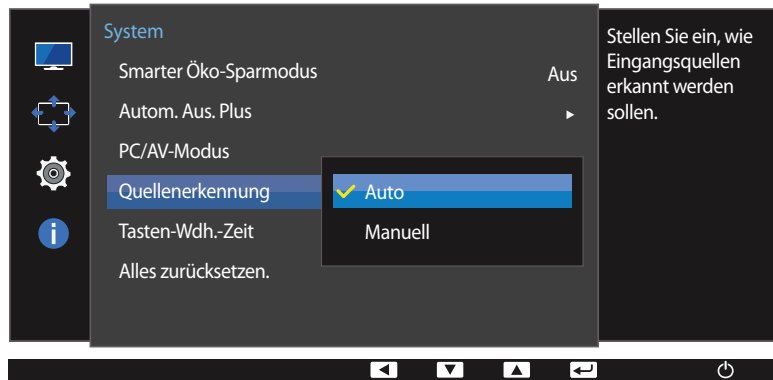 System
Smarter Öko-Sparmodus Aus
Autom. Aus. Plus
PC/AV-Modus
Quellenerkennung
Auto
Tasten-Wdh.-Zeit
Manuell
Alles zurücksetzen.
Stellen Sie ein, wie
Eingangsquellen
erkannt werden
sollen.